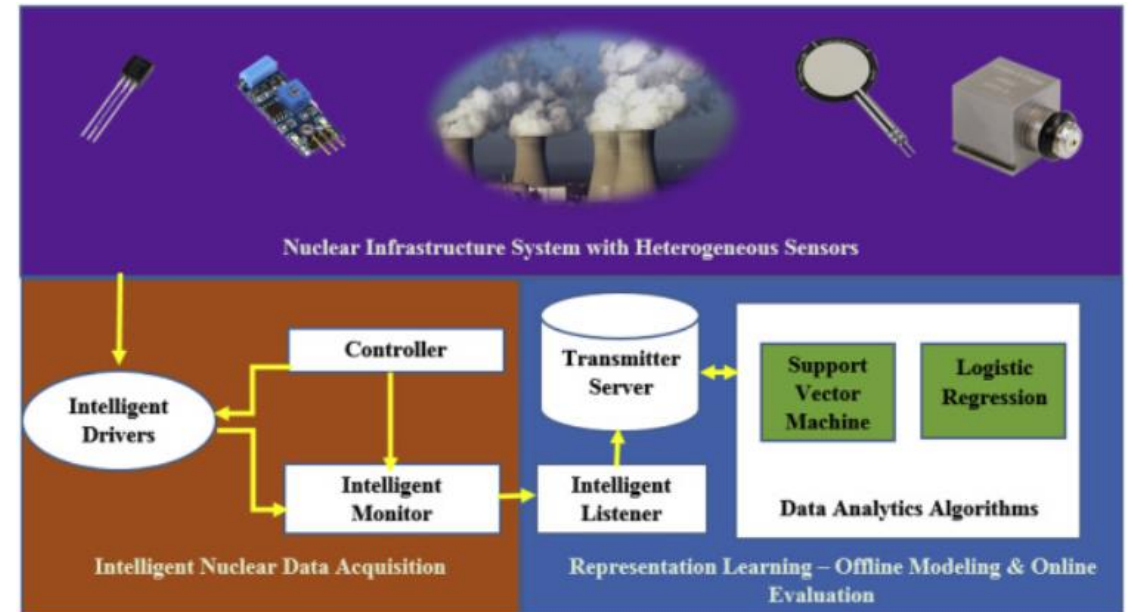 Nuclear Infrastructure System with Heterogeneous Sensors
Controller
Intelligent
Drivers
Intelligent
Monitor
Intelligent Nuclear Data Acquisition
Transmitter
Server
Intelligent
Listener
Support
Vector
Machine
Logistic
Regression
Data Analytics Algorithms
Representation Learning – Offline Modeling & Online
Evaluation